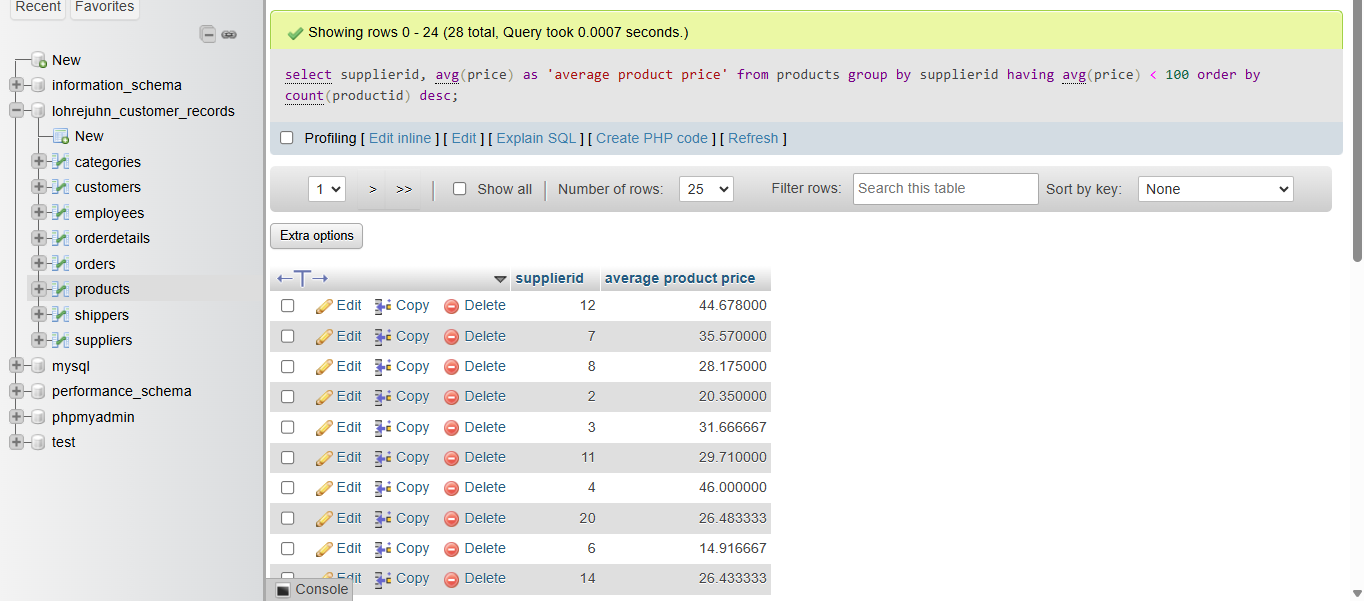 Recent Favorites
New
information_schema
lohrejuhn_customer_records
New
categories
customers
employees
orderdetails
orders
products
shippers
suppliers
mysql
performance_schema
phpmyadmin
test
Showing rows 0 - 24 (28 total, Query took 0.0007 seconds.)
select supplierid, avg(price) as 'average product price' from products group by supplierid having avg(price) < 100 order by
count(productid) desc;
Profiling [ Edit inline ] [ Edit ] [ Explain SQL ] [ Create PHP code ] [ Refresh ]
1 > >> Show all Number of rows: 25 Filter rows: Search this table Sort by key: None
Extra options
←T→ supplierid average product price
Edit Copy Delete 12 44.678000
Edit Copy Delete 7 35.570000
Edit Copy Delete 8 28.175000
Edit Copy Delete 2 20.350000
Edit Copy Delete 3 31.666667
Edit Copy Delete 11 29.710000
Edit Copy Delete 4 46.000000
Edit Copy Delete 20 26.483333
Edit Copy Delete 6 14.916667
Edit Copy Delete 14 26.433333
Console